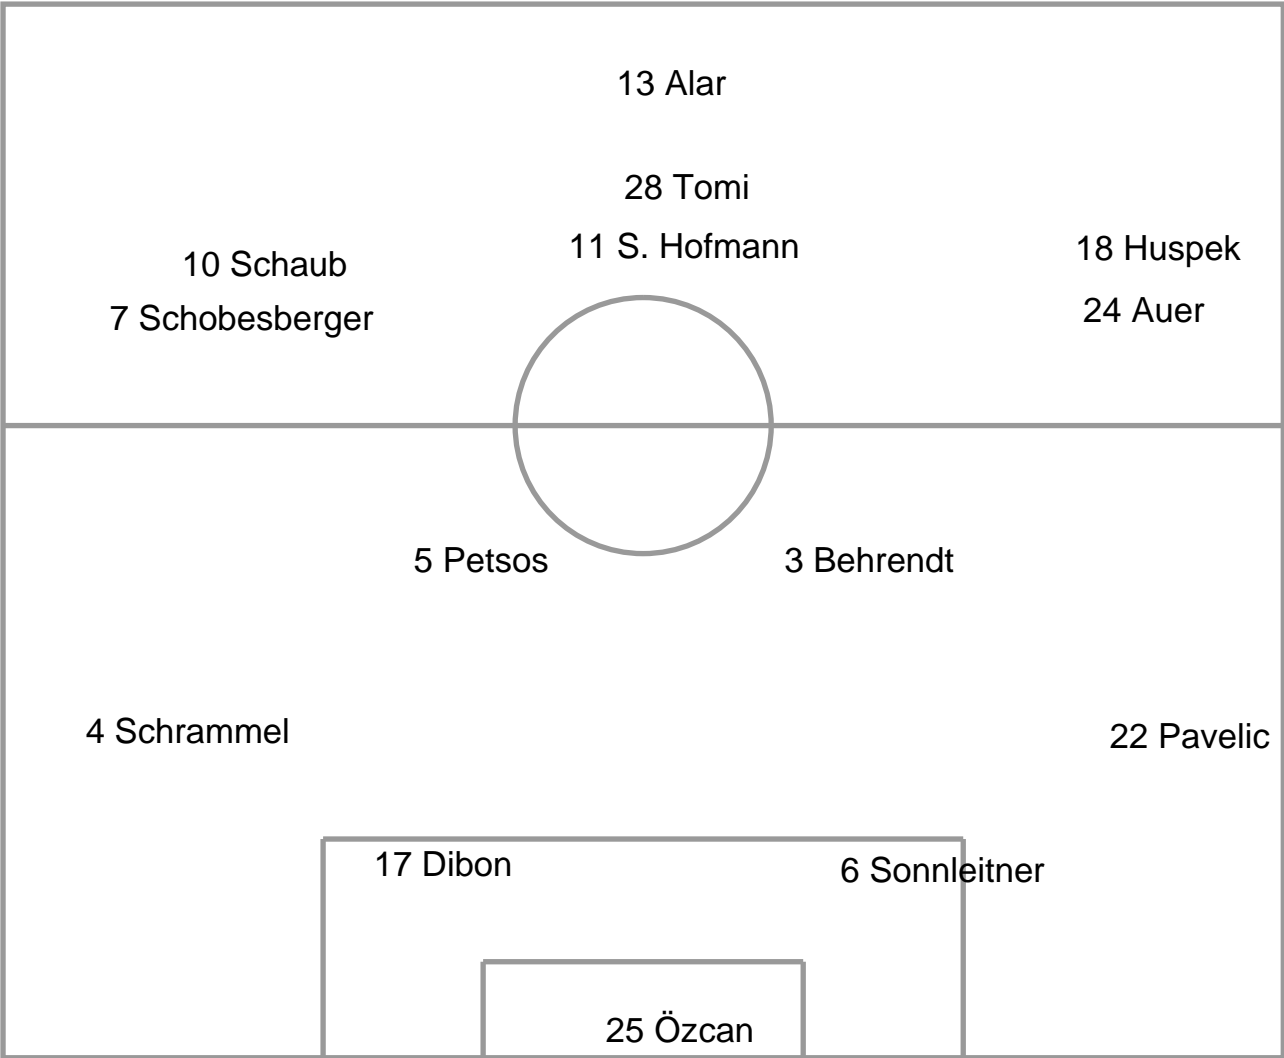 13 Alar
28 Tomi
11 S. Hofmann
18 Huspek
10 Schaub
24 Auer
7 Schobesberger
5 Petsos
3 Behrendt
4 Schrammel
22 Pavelic
17 Dibon
6 Sonnleitner
25 Özcan